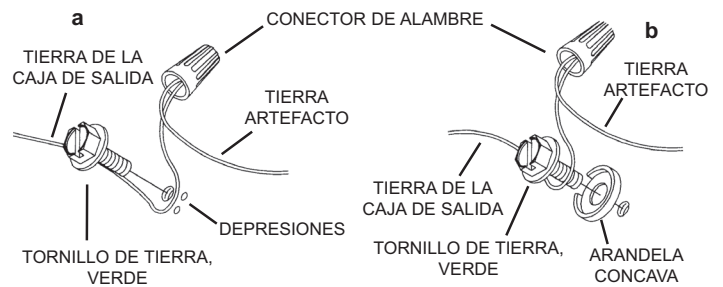 a
CONECTOR DE ALAMBRE
b
TIERRA DE LA
CAJA DE SALIDA
TIERRA
ARTEFACTO
DEPRESIONES
TORNILLO DE TIERRA,
VERDE
TIERRA
ARTEFACTO
TIERRA DE LA
CAJA DE SALIDA
TORNILLO DE TIERRA,
VERDE
ARANDELA
CONCAVA